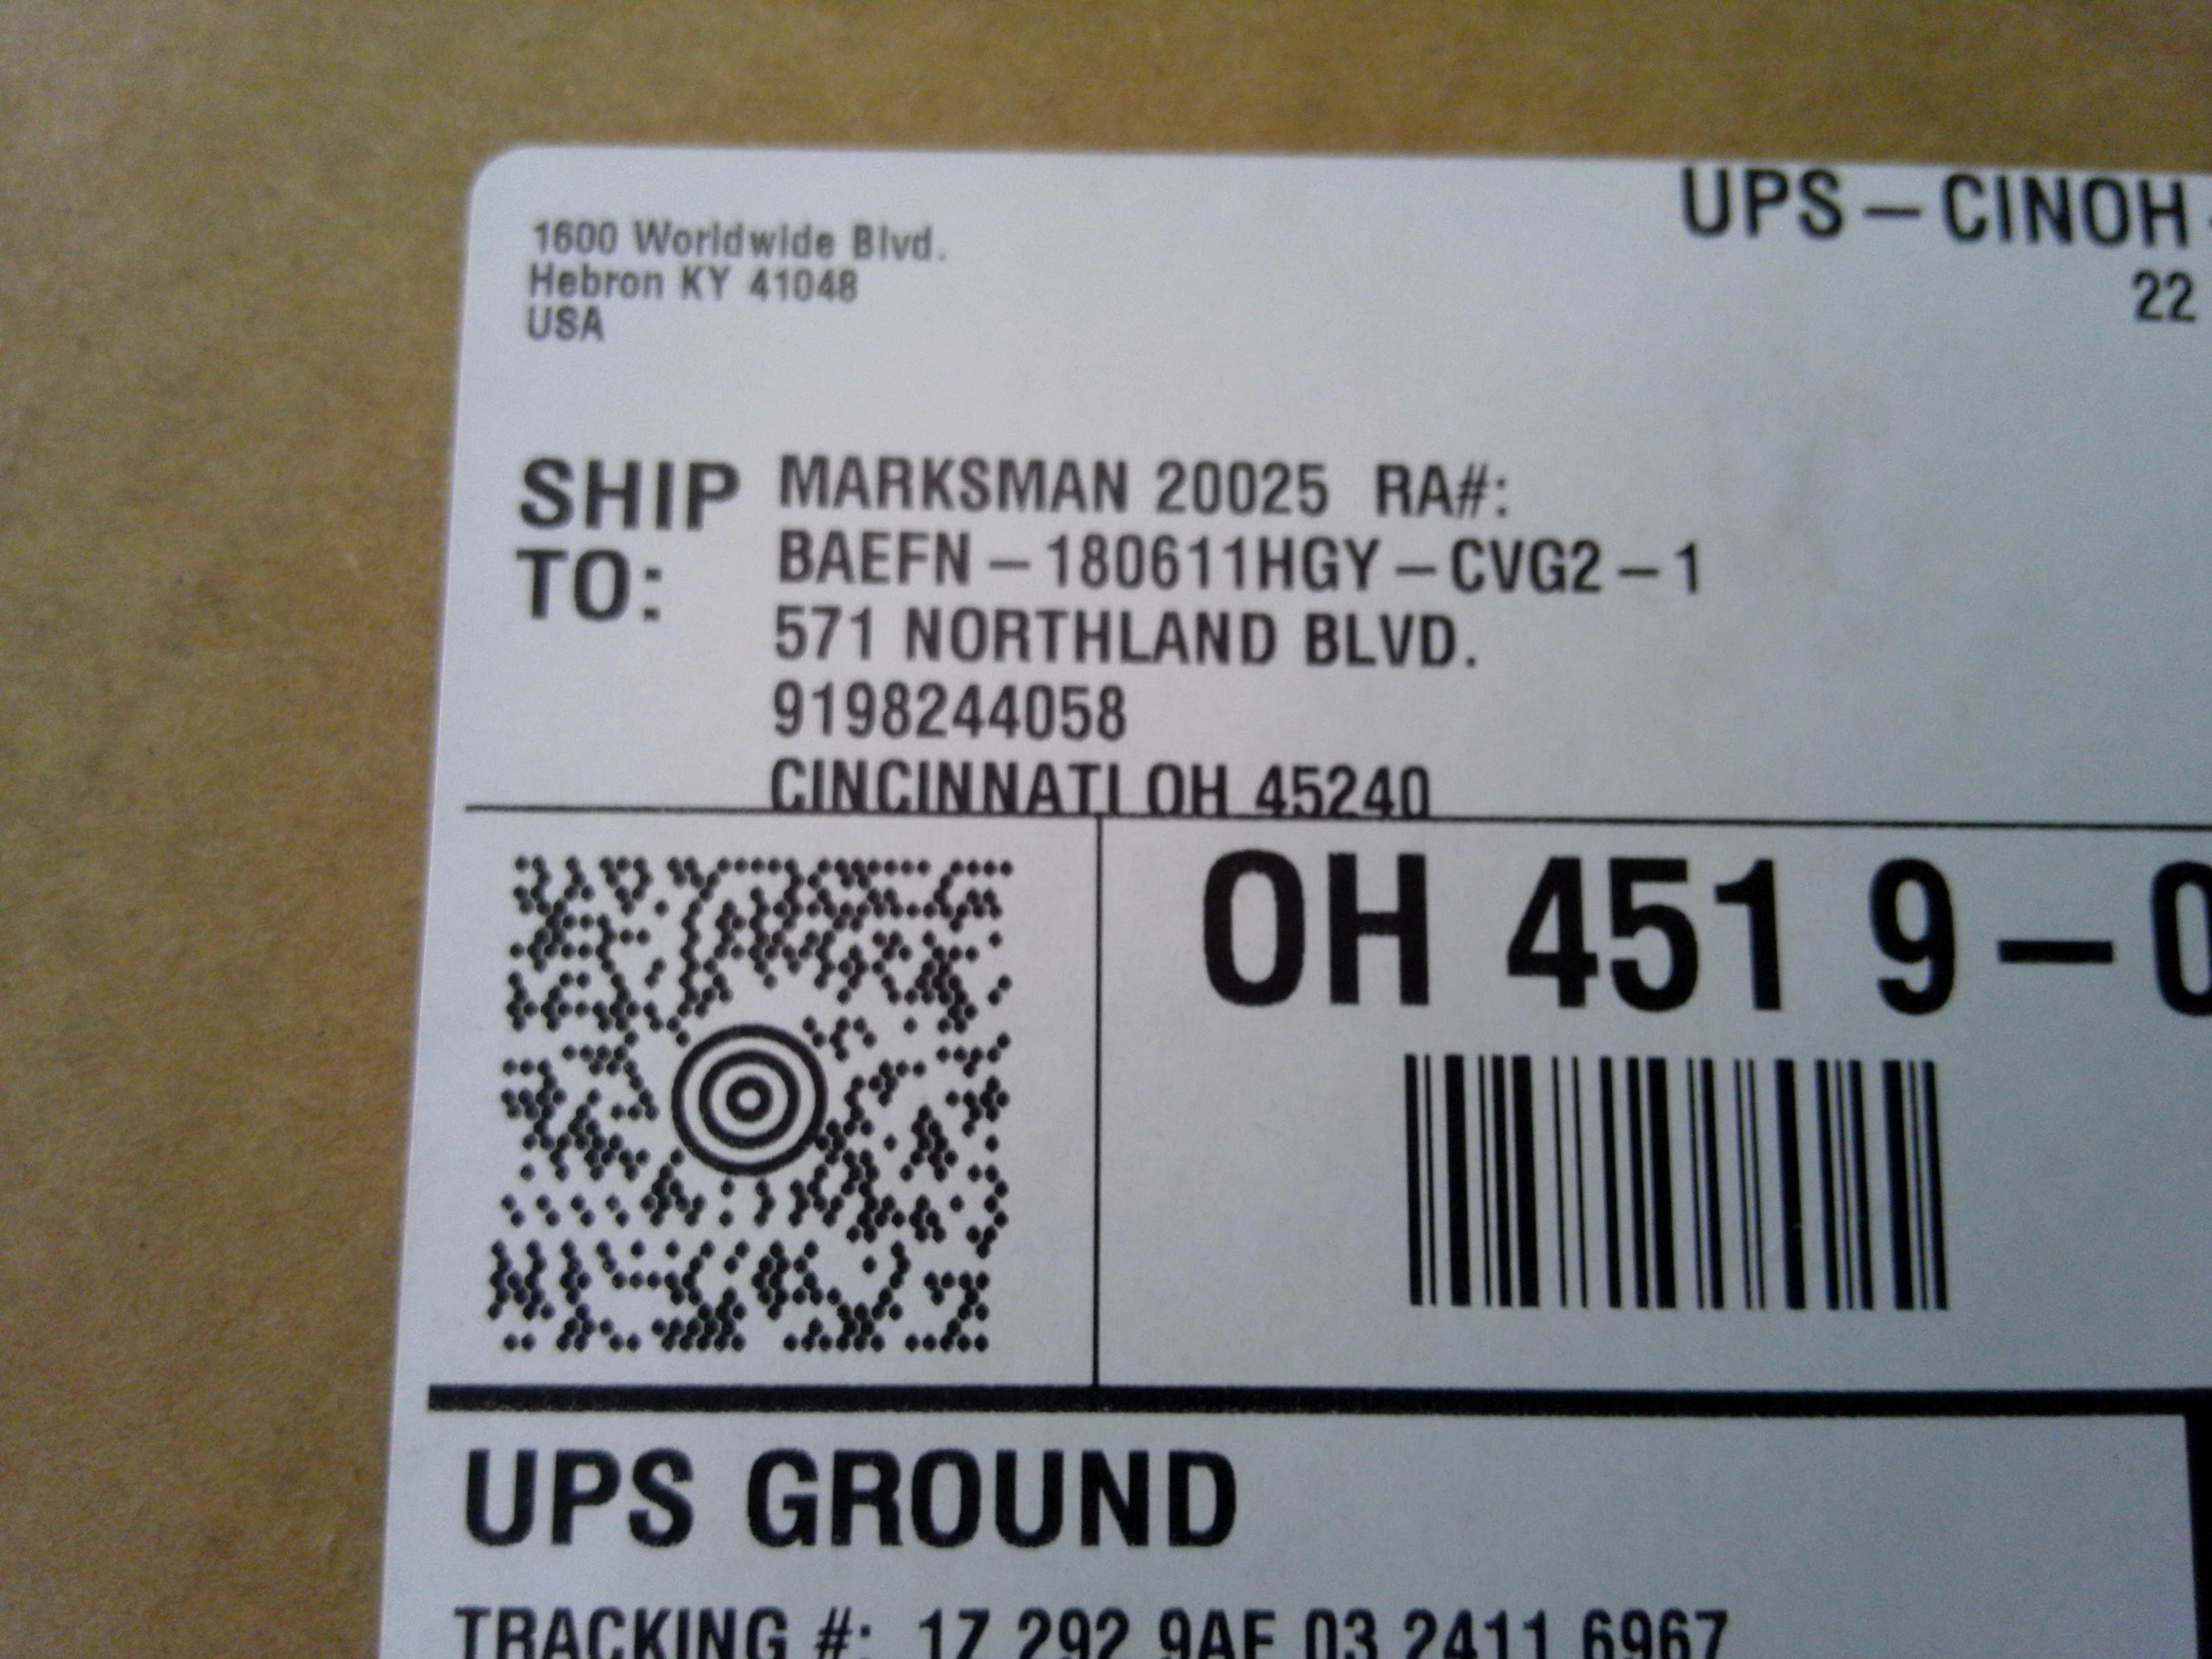 1600 Worldwide Blvd.
Hebron KY 41048
USA
UPS – CINOH
22
SHIP TO:
MARKSMAN 20025 RA#:
BAEFN – 180611HGY – CVG2 – 1
571 NORTHLAND BLVD.
9198244058
CINCINNATI OH 45240
OH 451 9 – 0
UPS GROUND
TRACKING #: 1Z 292 9AE 03 2411 6967